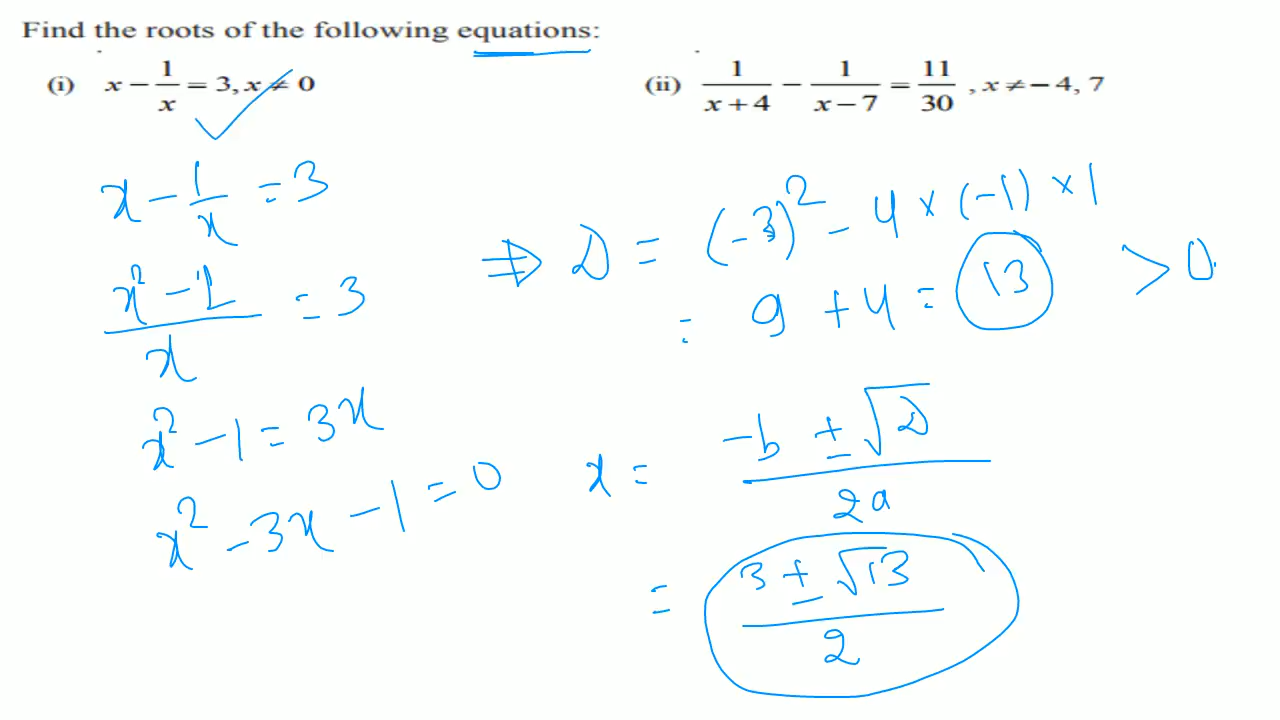 Find the roots of the following equations:
(i) x − 1/x = 3, x ≠ 0
(ii) 1/(x + 4) − 1/(x − 7) = 11/30 , x ≠ − 4, 7
x − 1/x = 3
(x² − 1)/x = 3
x² − 1 = 3x
x² − 3x − 1 = 0
⇒ D = (−3)² − 4 × (−1) × 1
= 9 + 4 = 13 > 0
x = (−b ± √D)/2a
= (3 ± √13)/2